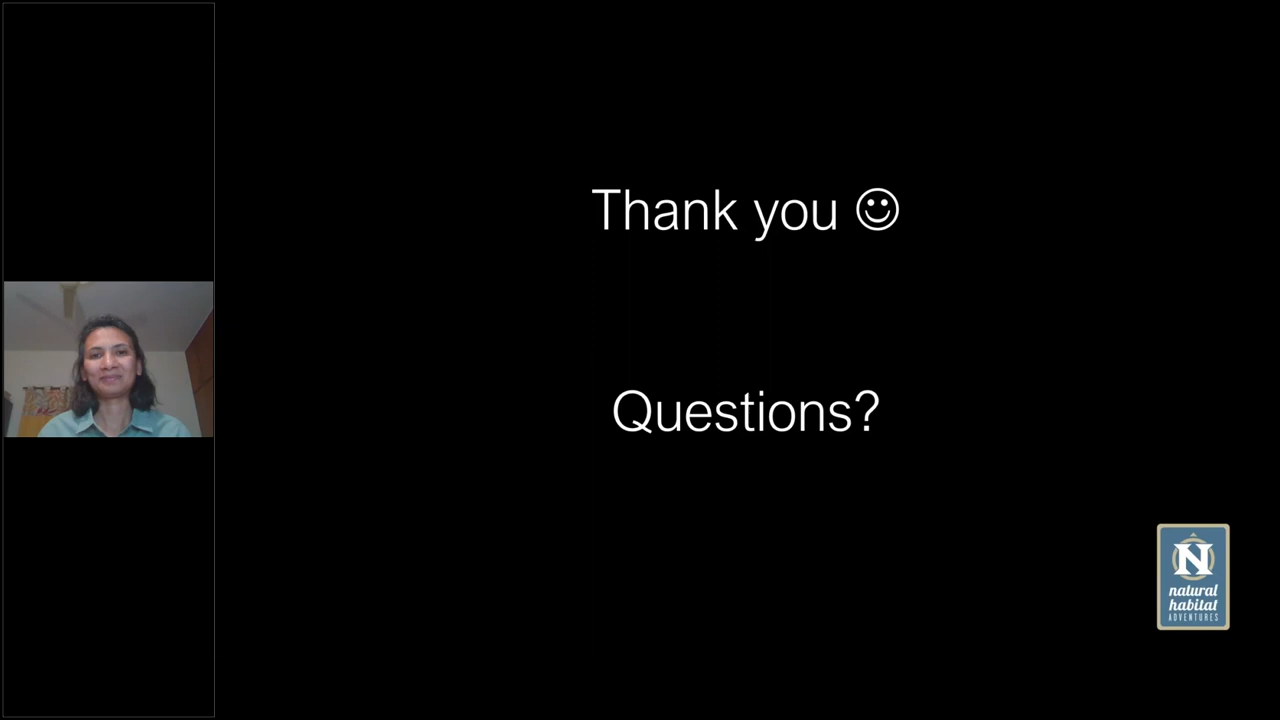 Thank you ☺
Questions?
N
natural
habitat
ADVENTURES